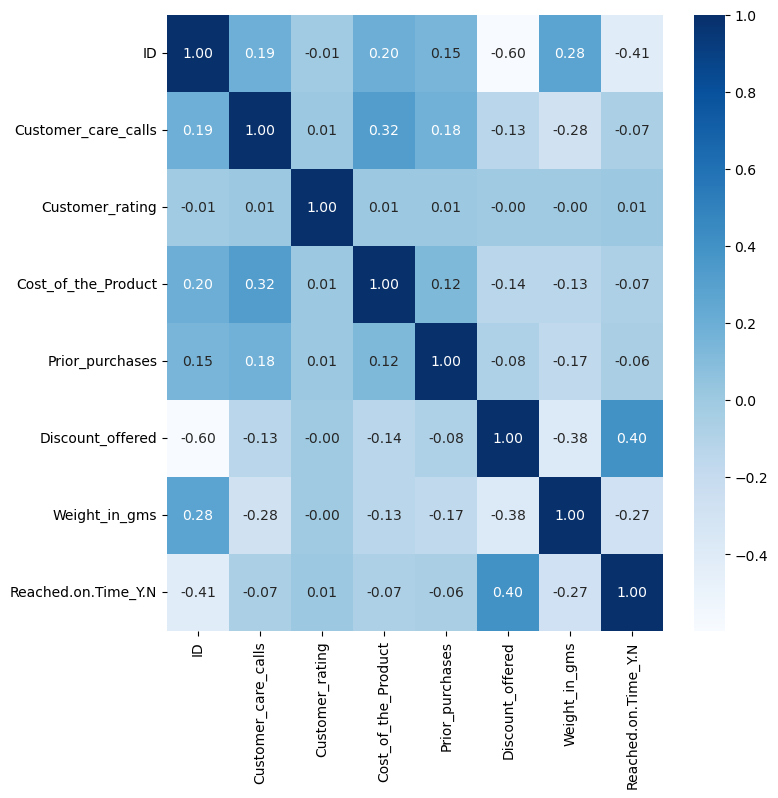 ID 1.00 0.19 -0.01 0.20 0.15 -0.60 0.28 -0.41
Customer_care_calls 0.19 1.00 0.01 0.32 0.18 -0.13 -0.28 -0.07
Customer_rating -0.01 0.01 1.00 0.01 0.01 -0.00 -0.00 0.01
Cost_of_the_Product 0.20 0.32 0.01 1.00 0.12 -0.14 -0.13 -0.07
Prior_purchases 0.15 0.18 0.01 0.12 1.00 -0.08 -0.17 -0.06
Discount_offered -0.60 -0.13 -0.00 -0.14 -0.08 1.00 -0.38 0.40
Weight_in_gms 0.28 -0.28 -0.00 -0.13 -0.17 -0.38 1.00 -0.27
Reached.on.Time_Y.N -0.41 -0.07 0.01 -0.07 -0.06 0.40 -0.27 1.00
ID
Customer_care_calls
Customer_rating
Cost_of_the_Product
Prior_purchases
Discount_offered
Weight_in_gms
Reached.on.Time_Y.N
1.0
0.8
0.6
0.4
0.2
0.0
−0.2
−0.4